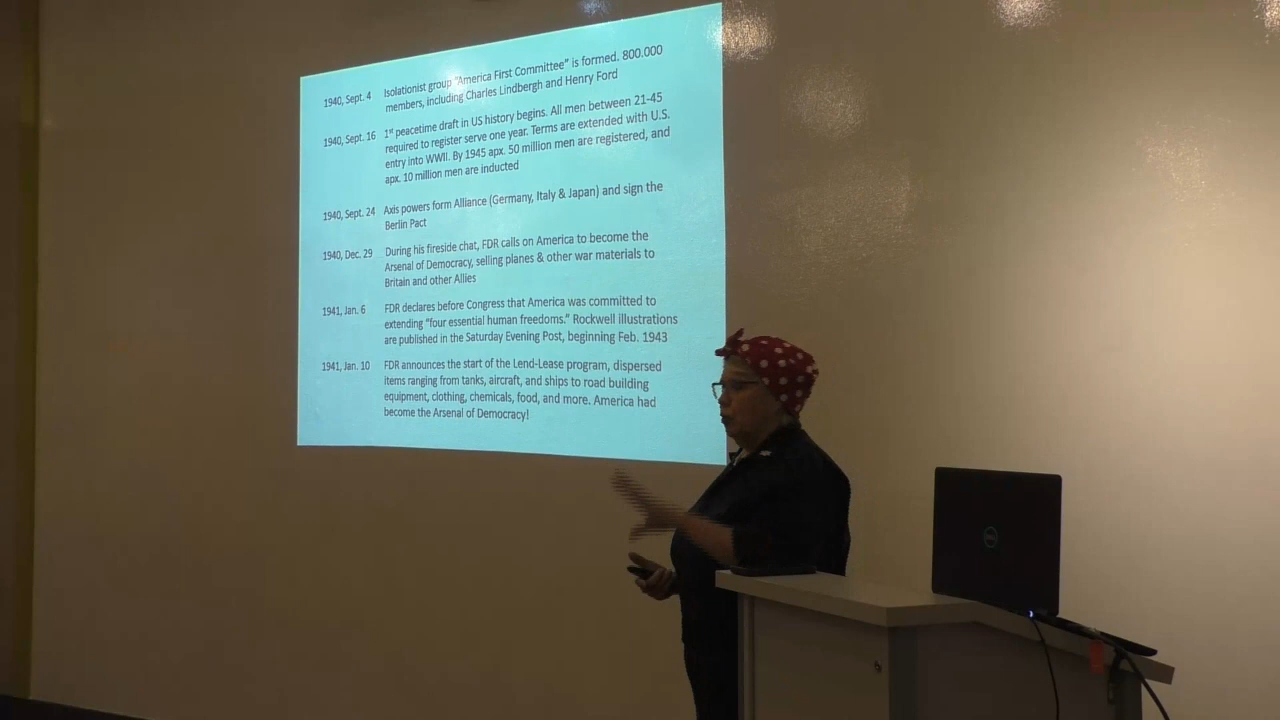 1940, Sept. 4 Isolationist group "America First Committee" is formed. 800.000
members, including Charles Lindbergh and Henry Ford
1940, Sept. 16 1st peacetime draft in US history begins. All men between 21-45
required to register serve one year. Terms are extended with U.S.
entry into WWII. By 1945 apx. 50 million men are registered, and
apx. 10 million men are inducted
1940, Sept. 24 Axis powers form Alliance (Germany, Italy & Japan) and sign the
Berlin Pact
1940, Dec. 29 During his fireside chat, FDR calls on America to become the
Arsenal of Democracy, selling planes & other war materials to
Britain and other Allies
1941, Jan. 6 FDR declares before Congress that America was committed to
extending "four essential human freedoms." Rockwell illustrations
are published in the Saturday Evening Post, beginning Feb. 1943
1941, Jan. 10 FDR announces the start of the Lend-Lease program, dispersed
items ranging from tanks, aircraft, and ships to road building
equipment, clothing, chemicals, food, and more. America had
become the Arsenal of Democracy!
DELL